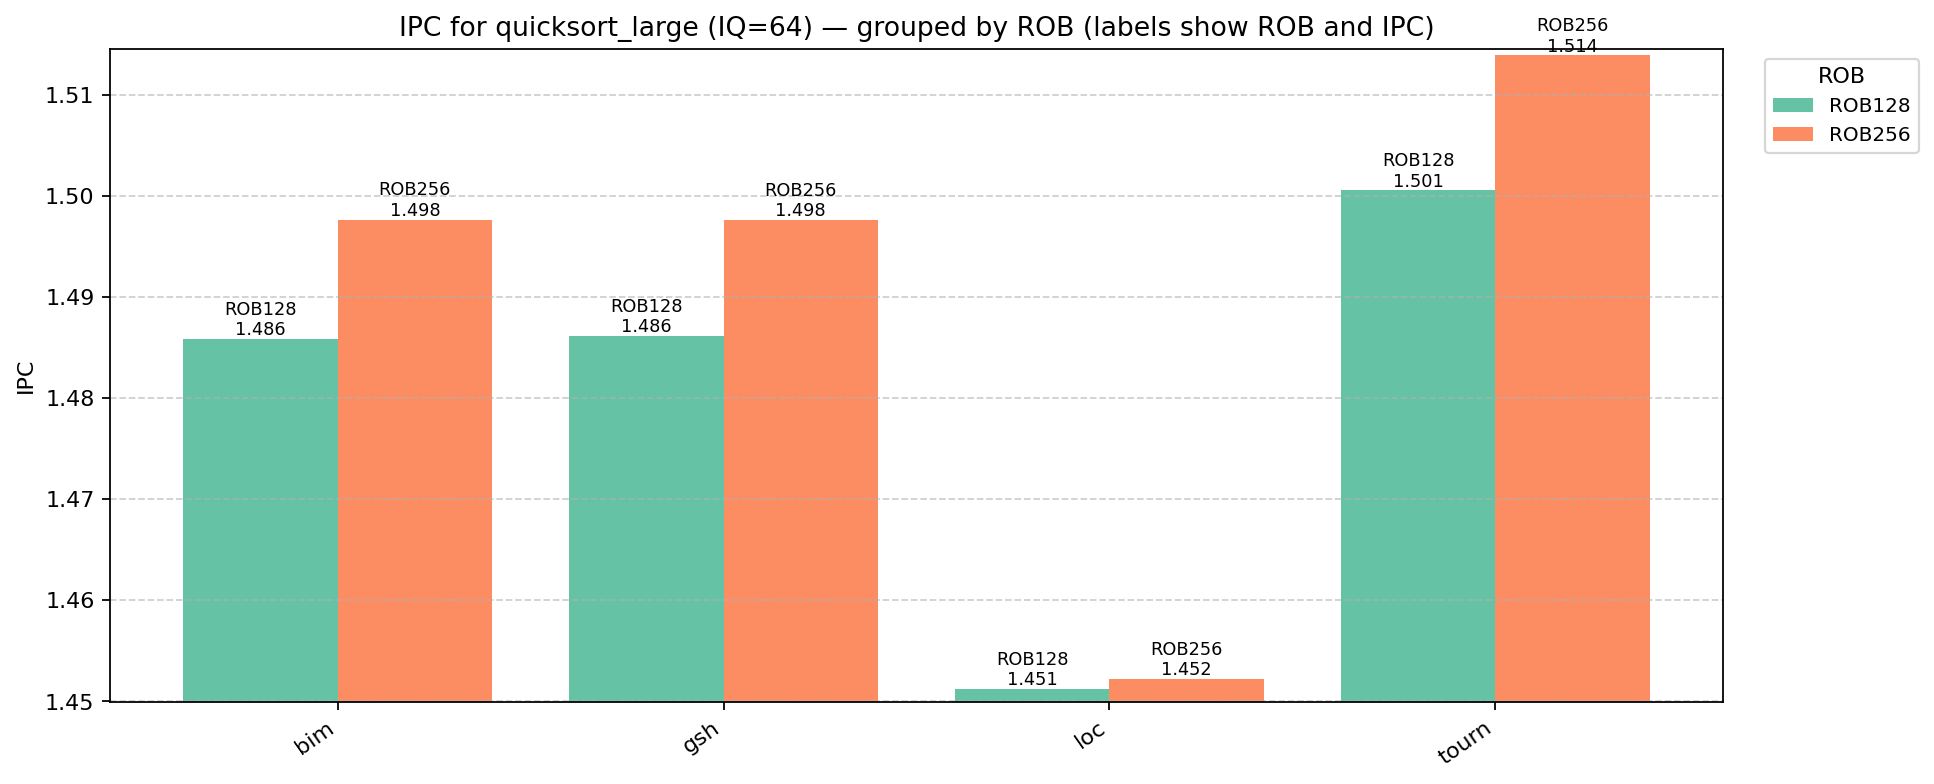 IPC for quicksort_large (IQ=64) — grouped by ROB (labels show ROB and IPC)
IPC
1.51
1.50
1.49
1.48
1.47
1.46
1.45
ROB128
1.486
ROB256
1.498
ROB128
1.486
ROB256
1.498
ROB128
1.451
ROB256
1.452
ROB128
1.501
ROB256
1.514
bim
gsh
loc
tourn
ROB
ROB128
ROB256